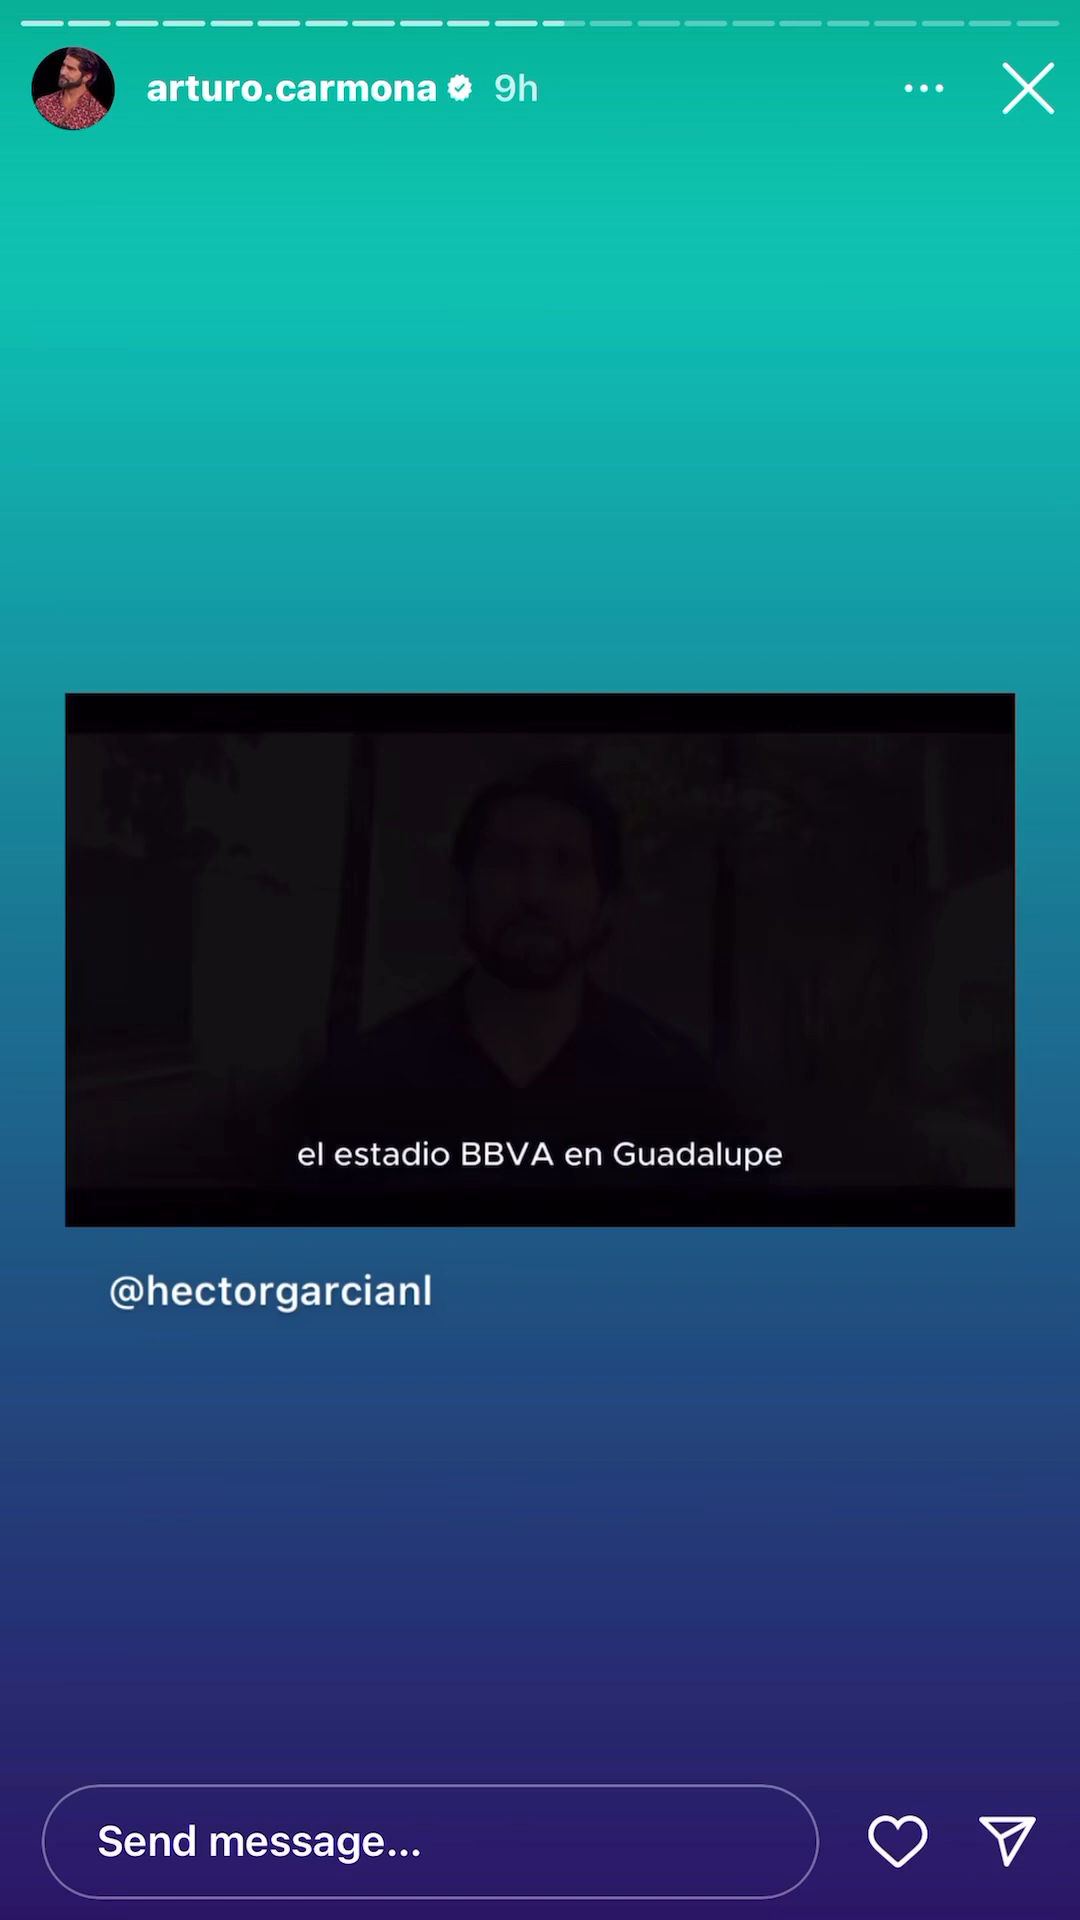 arturo.carmona 9h
el estadio BBVA en Guadalupe
@hectorgarcianl
Send message...